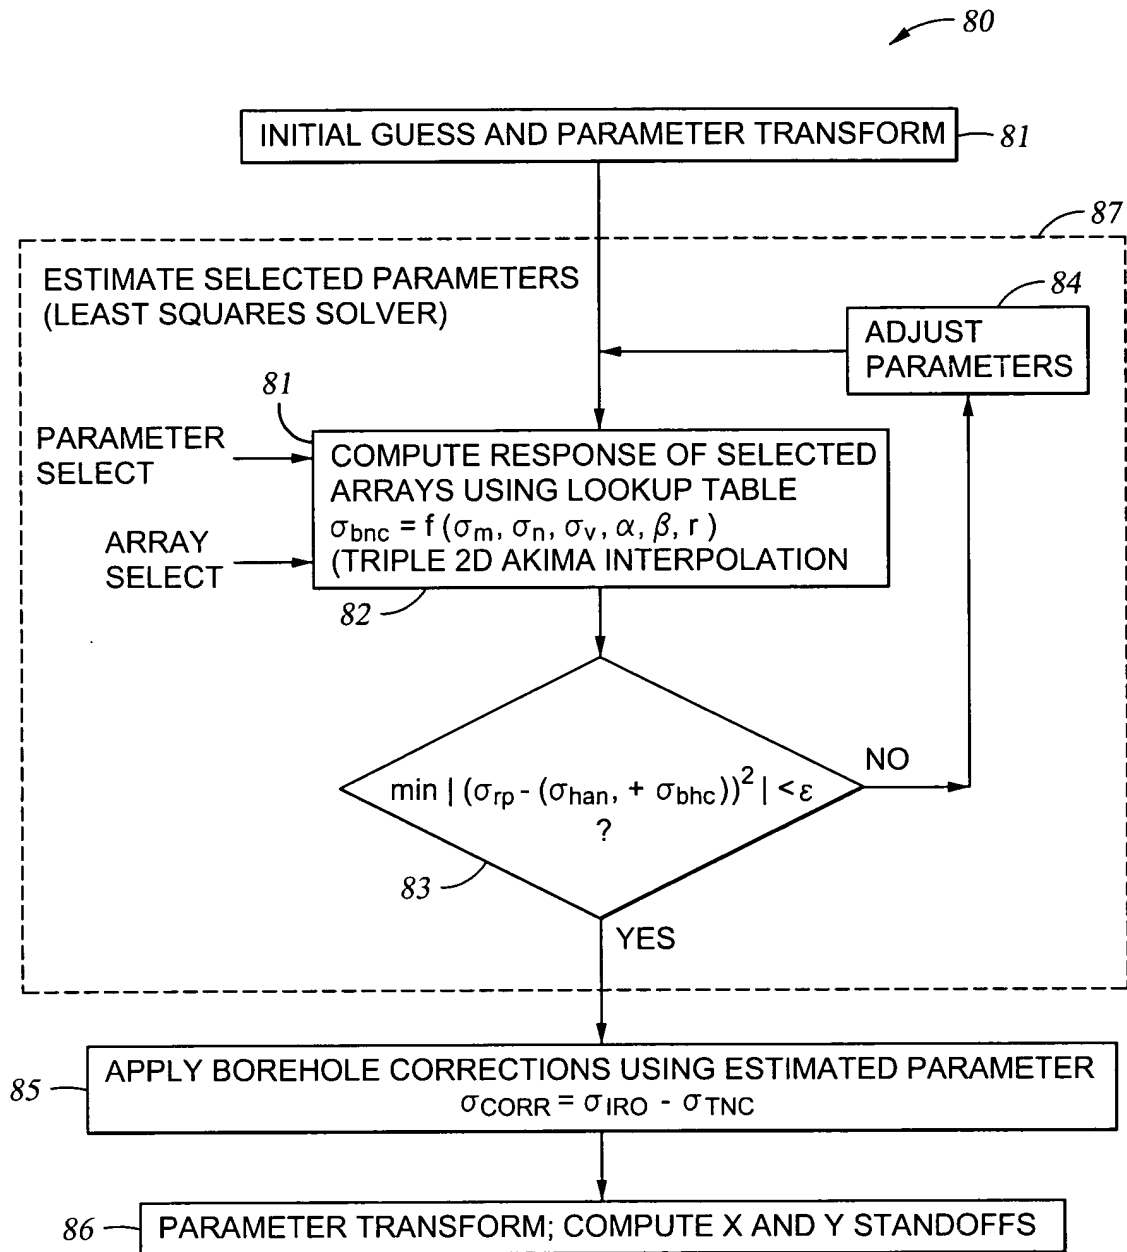 80
INITIAL GUESS AND PARAMETER TRANSFORM
81
87
ESTIMATE SELECTED PARAMETERS
(LEAST SQUARES SOLVER)
84
ADJUST
PARAMETERS
81
PARAMETER
SELECT
ARRAY
SELECT
COMPUTE RESPONSE OF SELECTED
ARRAYS USING LOOKUP TABLE
σbnc = f (σm, σn, σv, α, β, r )
(TRIPLE 2D AKIMA INTERPOLATION
82
NO
min | (σrp - (σhan, + σbhc))² | < ε
?
83
YES
APPLY BOREHOLE CORRECTIONS USING ESTIMATED PARAMETER
σCORR = σIRO - σTNC
85
86
PARAMETER TRANSFORM; COMPUTE X AND Y STANDOFFS